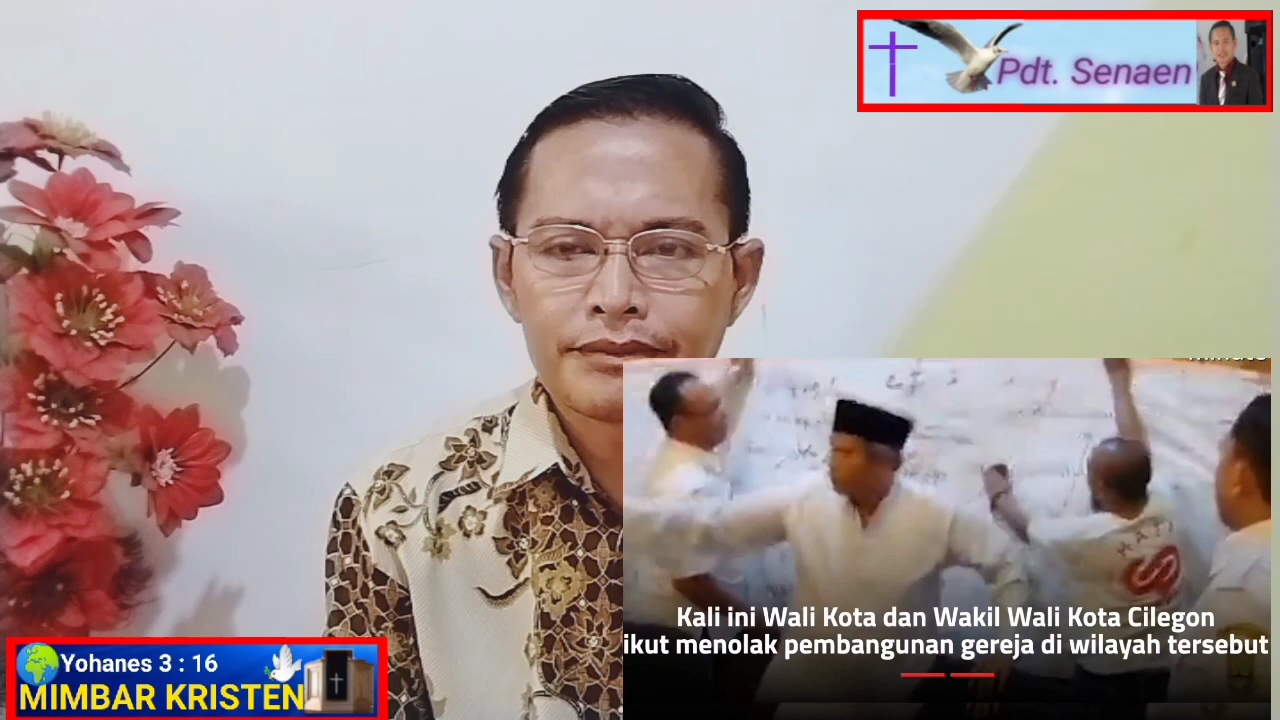 Pdt. Senaen
Kali ini Wali Kota dan Wakil Wali Kota Cilegon
ikut menolak pembangunan gereja di wilayah tersebut
Yohanes 3 : 16
MIMBAR KRISTEN